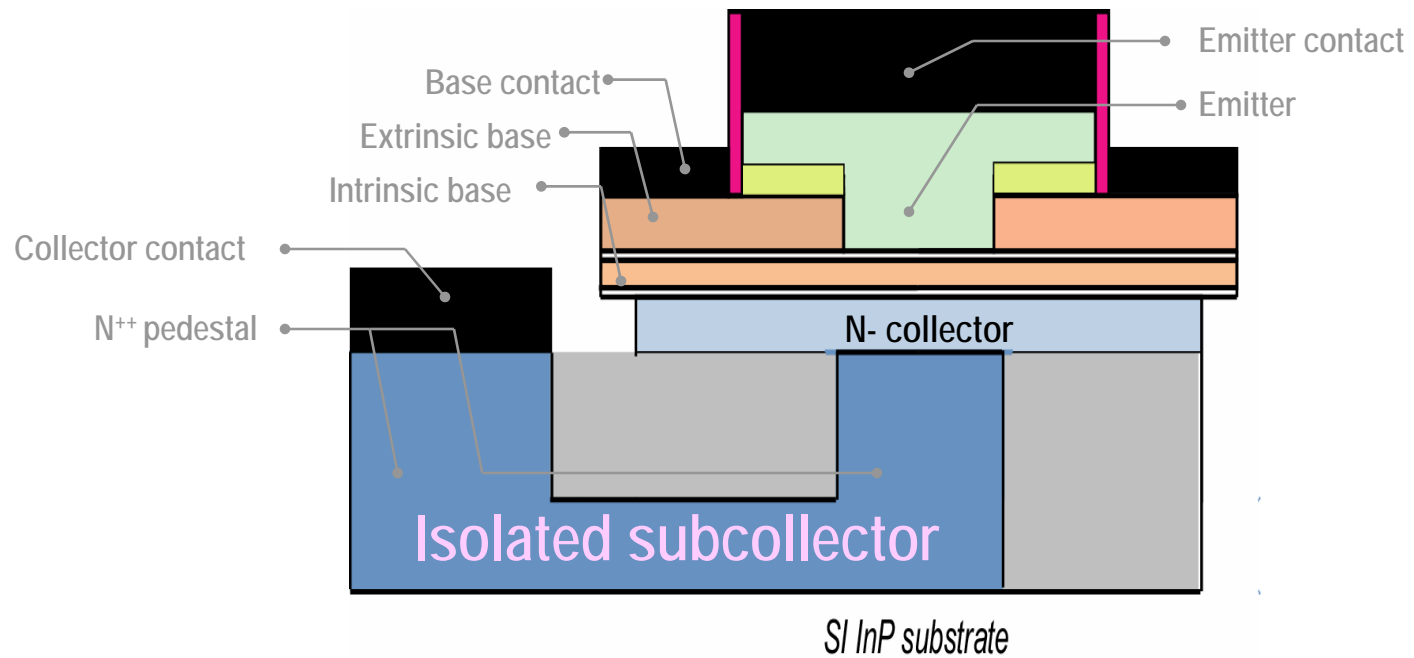 Emitter contact
Base contact
Emitter
Extrinsic base
Intrinsic base
Collector contact
N++ pedestal
N- collector
Isolated subcollector
SI InP substrate